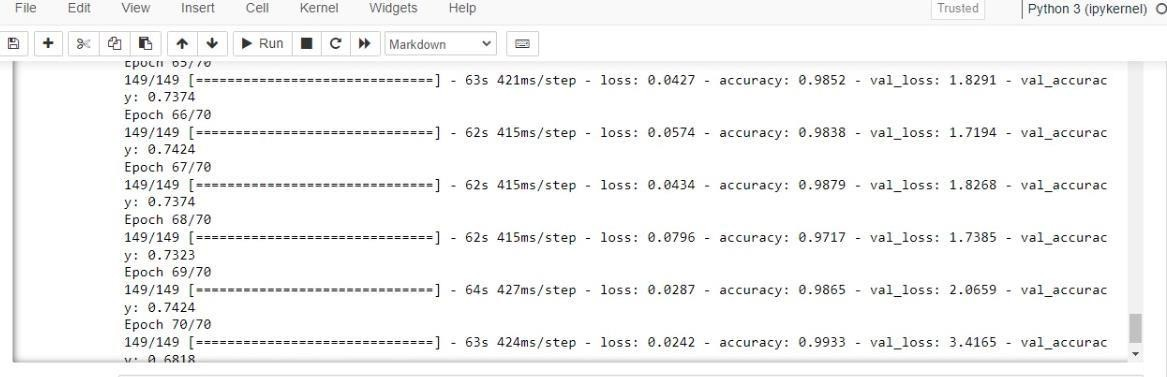 File Edit View Insert Cell Kernel Widgets Help Trusted Python 3 (ipykernel)
Run Markdown
Epoch 65/70
149/149 [==============================] - 63s 421ms/step - loss: 0.0427 - accuracy: 0.9852 - val_loss: 1.8291 - val_accurac
y: 0.7374
Epoch 66/70
149/149 [==============================] - 62s 415ms/step - loss: 0.0574 - accuracy: 0.9838 - val_loss: 1.7194 - val_accurac
y: 0.7424
Epoch 67/70
149/149 [==============================] - 62s 415ms/step - loss: 0.0434 - accuracy: 0.9879 - val_loss: 1.8268 - val_accurac
y: 0.7374
Epoch 68/70
149/149 [==============================] - 62s 415ms/step - loss: 0.0796 - accuracy: 0.9717 - val_loss: 1.7385 - val_accurac
y: 0.7323
Epoch 69/70
149/149 [==============================] - 64s 427ms/step - loss: 0.0287 - accuracy: 0.9865 - val_loss: 2.0659 - val_accurac
y: 0.7424
Epoch 70/70
149/149 [==============================] - 63s 424ms/step - loss: 0.0242 - accuracy: 0.9933 - val_loss: 3.4165 - val_accurac
y: 0.6818